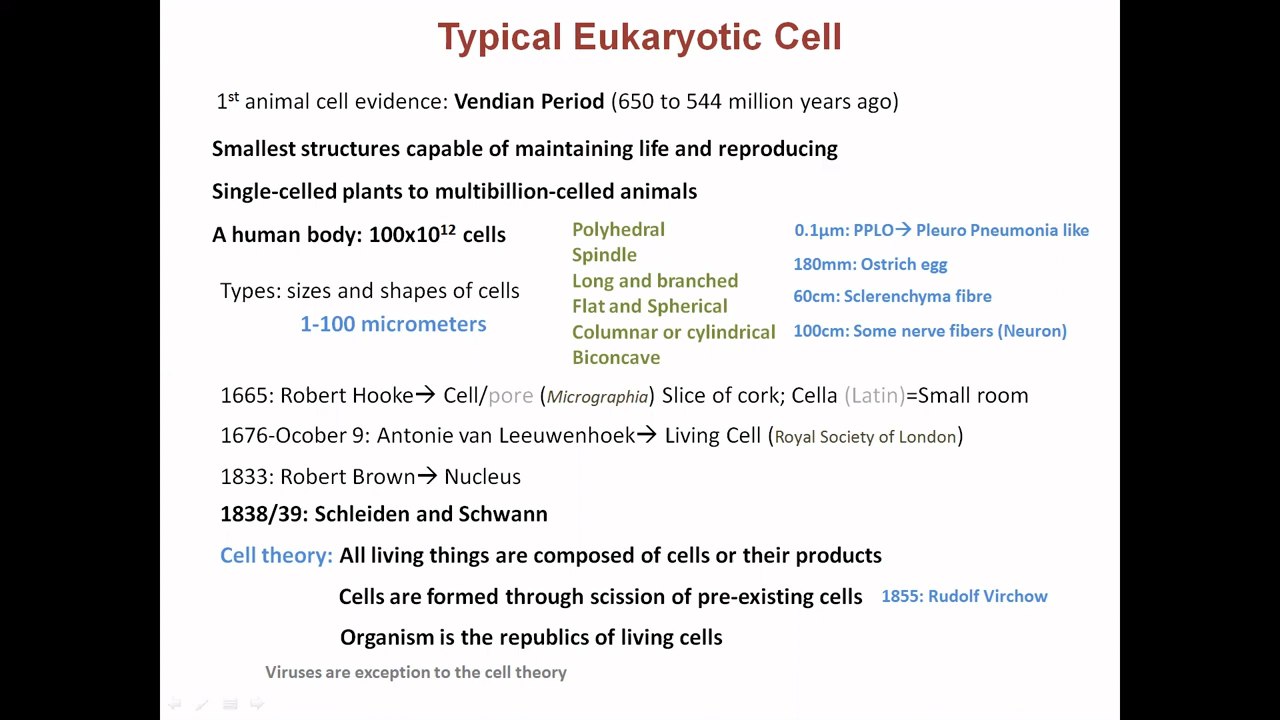 Typical Eukaryotic Cell
1st animal cell evidence: Vendian Period (650 to 544 million years ago)
Smallest structures capable of maintaining life and reproducing
Single-celled plants to multibillion-celled animals
A human body: 100x10¹² cells
Types: sizes and shapes of cells
1-100 micrometers
Polyhedral
Spindle
Long and branched
Flat and Spherical
Columnar or cylindrical
Biconcave
0.1µm: PPLO→ Pleuro Pneumonia like
180mm: Ostrich egg
60cm: Sclerenchyma fibre
100cm: Some nerve fibers (Neuron)
1665: Robert Hooke→ Cell/pore (Micrographia) Slice of cork; Cella (Latin)=Small room
1676-Ocober 9: Antonie van Leeuwenhoek→ Living Cell (Royal Society of London)
1833: Robert Brown→ Nucleus
1838/39: Schleiden and Schwann
Cell theory: All living things are composed of cells or their products
Cells are formed through scission of pre-existing cells 1855: Rudolf Virchow
Organism is the republics of living cells
Viruses are exception to the cell theory